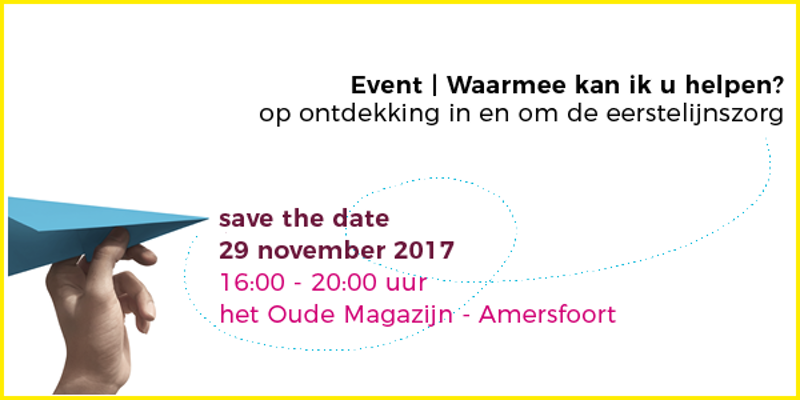 Event | Waarmee kan ik u helpen?
op ontdekking in en om de eerstelijnszorg
save the date
29 november 2017
16:00 - 20:00 uur
het Oude Magazijn - Amersfoort